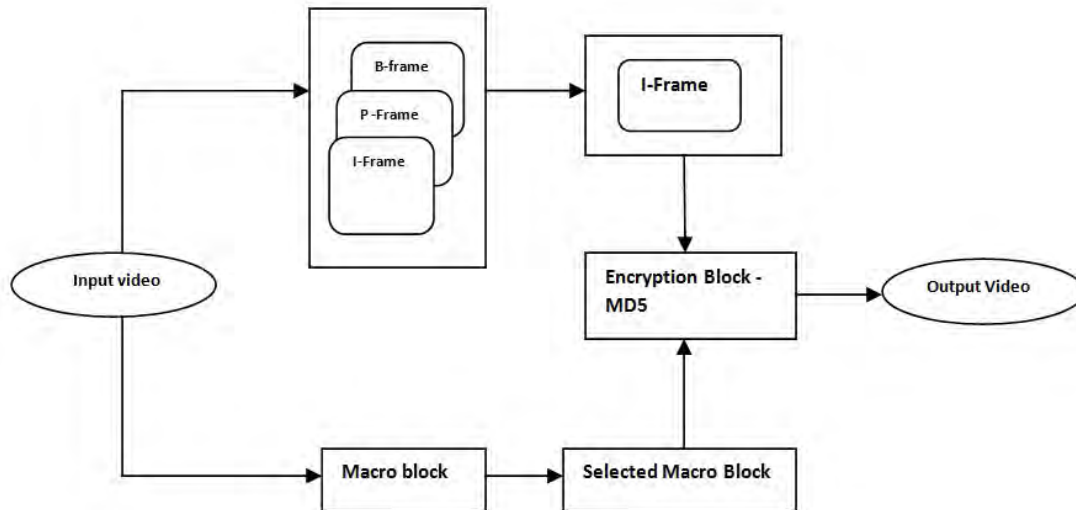 B-frame
P -Frame
I-Frame
I-Frame
Input video
Encryption Block -
MD5
Output Video
Macro block
Selected Macro Block